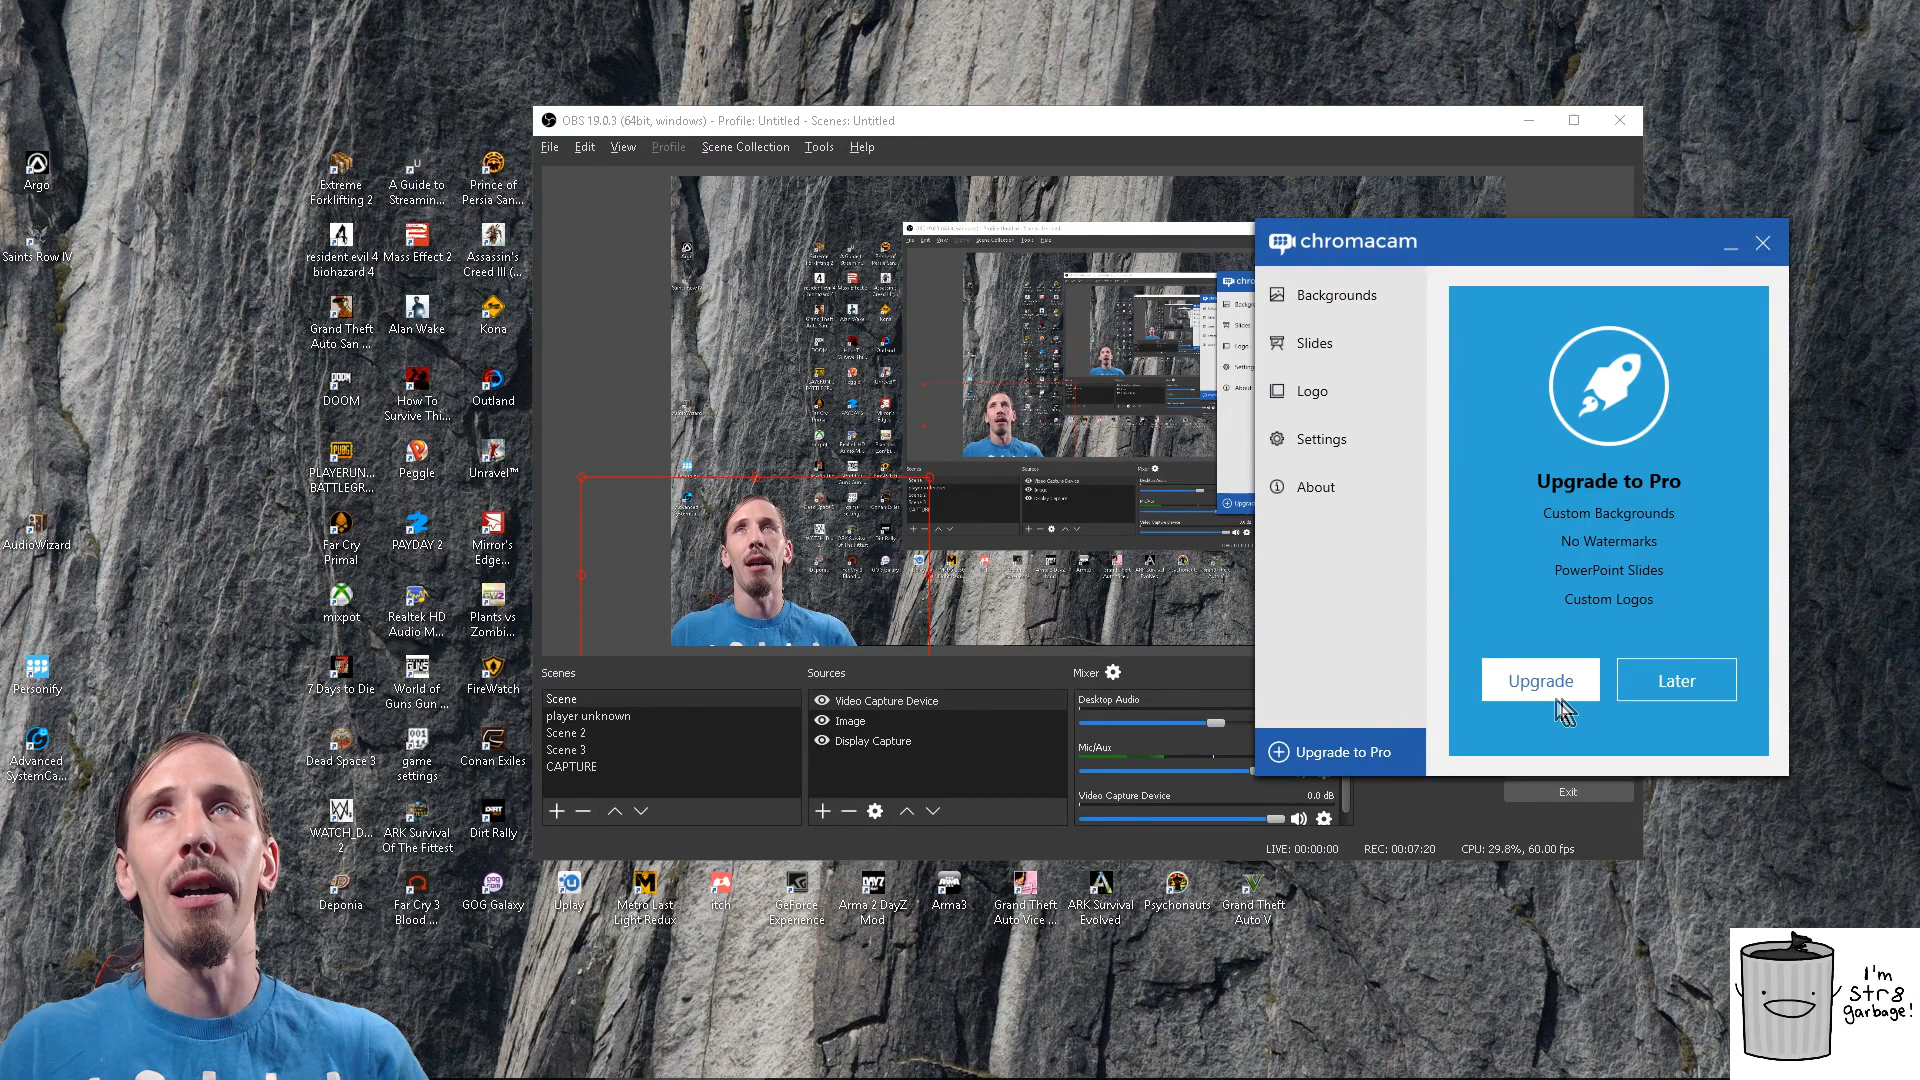 OBS 19.0.3 (64bit, windows) - Profile: Untitled - Scenes: Untitled
File Edit View Profile Scene Collection Tools Help
chromacam
Backgrounds
Slides
Logo
Settings
About
Upgrade to Pro
Upgrade to Pro
Custom Backgrounds
No Watermarks
PowerPoint Slides
Custom Logos
Upgrade
Later
Argo
Saints Row IV
AudioWizard
Personify
Advanced
SystemCa...
Extreme
Forklifting 2
A Guide to
Streamin...
Prince of
Persia San...
resident evil 4
biohazard 4
Mass Effect 2
Assassin's
Creed III (...
Grand Theft
Auto San ...
Alan Wake
Kona
DOOM
How To
Survive Thi...
Outland
PLAYERUN...
BATTLEGR...
Peggle
Unravel™
Far Cry
Primal
PAYDAY 2
Mirror's
Edge...
mixpot
Realtek HD
Audio M...
Plants vs
Zombi...
7 Days to Die
World of
Guns Gun ...
FireWatch
Dead Space 3
game
settings
Conan Exiles
WATCH_D...
2
ARK Survival
Of The Fittest
Dirt Rally
Deponia
Far Cry 3
Blood ...
GOG Galaxy
Uplay
Metro Last
Light Redux
itch
GeForce
Experience
Arma 2 DayZ
Mod
Arma3
Grand Theft
Auto Vice ...
ARK Survival
Evolved
Psychonauts
Grand Theft
Auto V
Scenes
Scene
player unknown
Scene 2
Scene 3
CAPTURE
Sources
Video Capture Device
Image
Display Capture
Mixer
Desktop Audio
Mic/Aux
Video Capture Device 0.0 dB
Exit
LIVE: 00:00:00 REC: 00:07:20 CPU: 29.8%, 60.00 fps
I'm
str8
garbage!